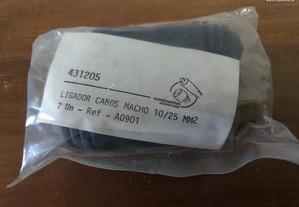 431205
LIGADOR CABOS MACHO 10/25 MM2
2 Un - Ref - A0901